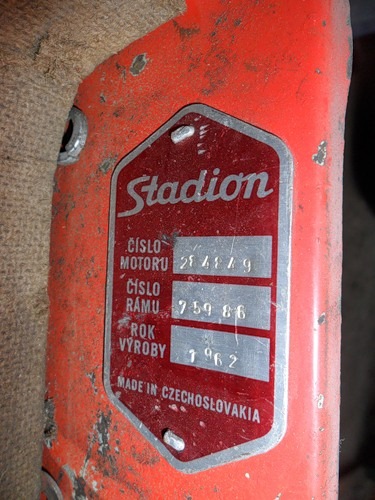 Stadion
ČÍSLO
MOTORU
ČÍSLO
RÁMU 75986
ROK
VÝROBY 1962
MADE IN CZECHOSLOVAKIA